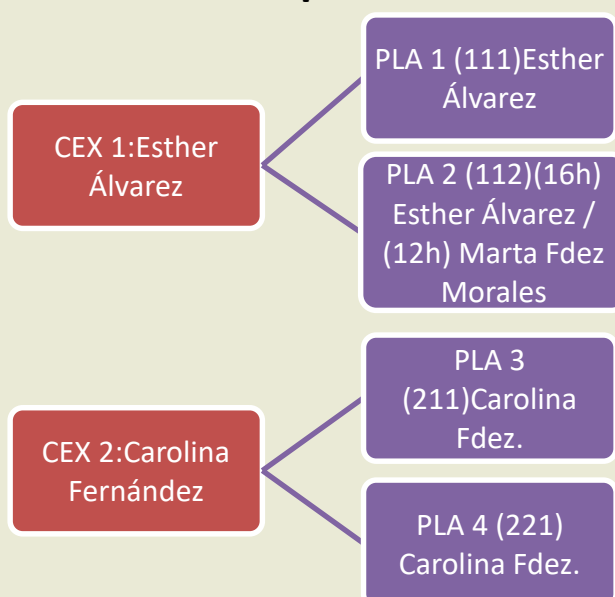 CEX 1:Esther
Álvarez
PLA 1 (111)Esther
Álvarez
PLA 2 (112)(16h)
Esther Álvarez /
(12h) Marta Fdez
Morales
CEX 2:Carolina
Fernández
PLA 3
(211)Carolina
Fdez.
PLA 4 (221)
Carolina Fdez.